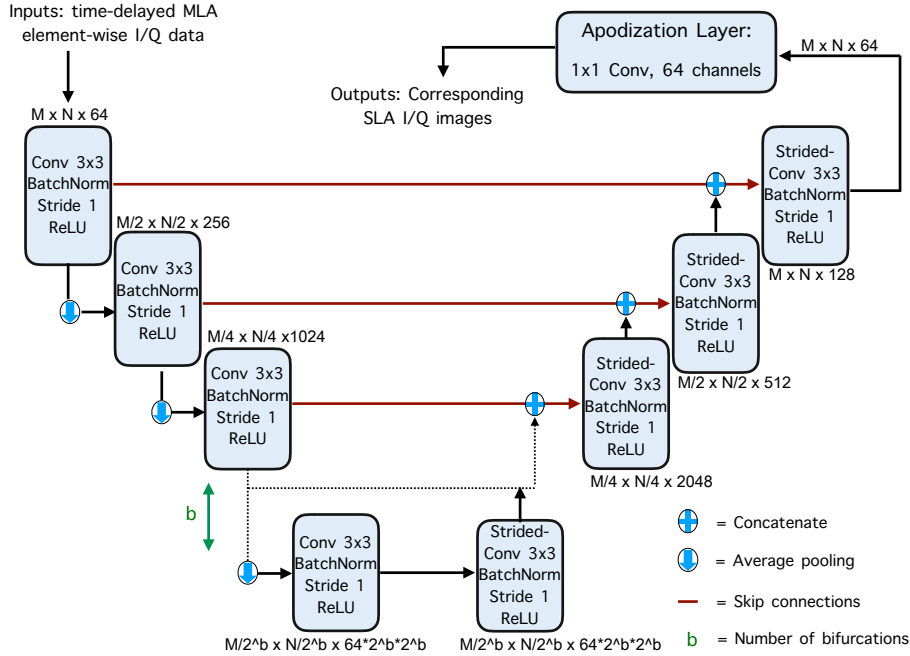 Inputs: time-delayed MLA
element-wise I/Q data
M x N x 64
Conv 3x3
BatchNorm
Stride 1
ReLU
M/2 x N/2 x 256
Conv 3x3
BatchNorm
Stride 1
ReLU
M/4 x N/4 x1024
Conv 3x3
BatchNorm
Stride 1
ReLU
b
Conv 3x3
BatchNorm
Stride 1
ReLU
M/2^b x N/2^b x 64*2^b*2^b
Strided-
Conv 3x3
BatchNorm
Stride 1
ReLU
M/2^b x N/2^b x 64*2^b*2^b
Strided-
Conv 3x3
BatchNorm
Stride 1
ReLU
M/4 x N/4 x 2048
Strided-
Conv 3x3
BatchNorm
Stride 1
ReLU
M/2 x N/2 x 512
Strided-
Conv 3x3
BatchNorm
Stride 1
ReLU
M x N x 128
M x N x 64
Apodization Layer:
1x1 Conv, 64 channels
Outputs: Corresponding
SLA I/Q images
= Concatenate
= Average pooling
= Skip connections
b = Number of bifurcations